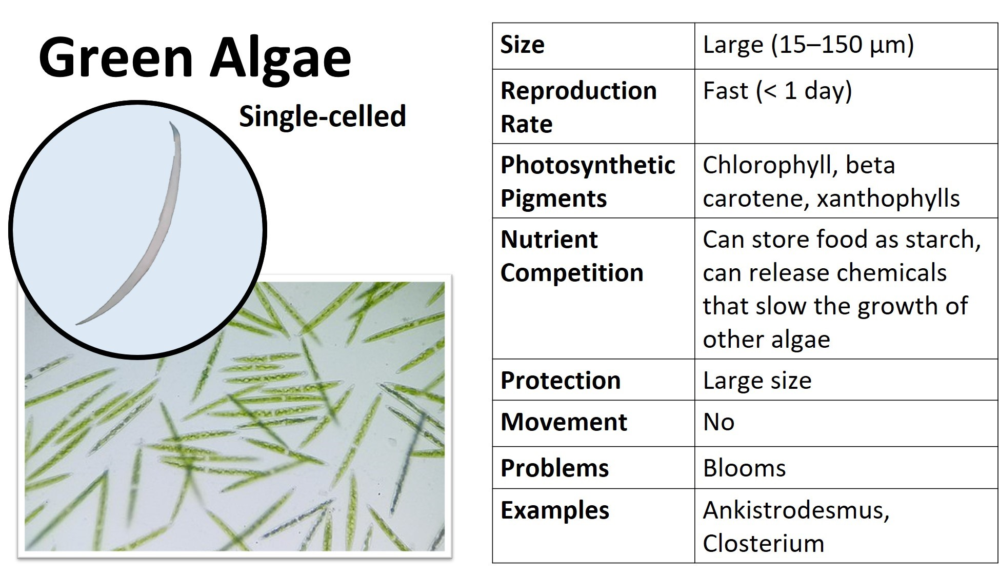 Green Algae
Single-celled
Size
Large (15–150 µm)
Reproduction
Rate
Fast (< 1 day)
Photosynthetic
Pigments
Chlorophyll, beta
carotene, xanthophylls
Nutrient
Competition
Can store food as starch,
can release chemicals
that slow the growth of
other algae
Protection
Large size
Movement
No
Problems
Blooms
Examples
Ankistrodesmus,
Closterium